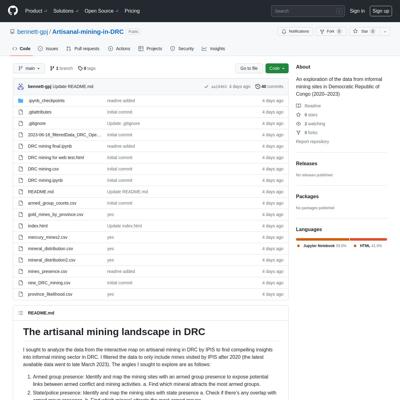 Product Solutions Open Source Pricing Search Sign in Sign up
bennett-gpj / Artisanal-mining-in-DRC Public Notifications Fork 0 Star 0
Code Issues Pull requests Actions Projects Security Insights
main 1 branch 0 tags Go to file Code
bennett-gpj Update README.md 4 days ago 40 commits
.ipynb_checkpoints readme added 4 days ago
.gitattributes initial commit 4 days ago
.gitignore Update .gitignore 4 days ago
2023-06-18_filteredData_DRC_Ope... initial commit 4 days ago
DRC mining final.ipynb readme added 4 days ago
DRC mining for web test.html initial commit 4 days ago
DRC mining.csv initial commit 4 days ago
DRC mining.ipynb initial commit 4 days ago
README.md Update README.md 4 days ago
armed_group_counts.csv initial commit 4 days ago
gold_mines_by_province.csv yes 4 days ago
index.html Update index.html 4 days ago
mercury_mines2.csv yes 4 days ago
mineral_distribution.csv yes 4 days ago
mineral_distribution2.csv yes 4 days ago
mines_presence.csv readme added 4 days ago
new_DRC_mining.csv initial commit 4 days ago
province_likelihood.csv yes 4 days ago
README.md
The artisanal mining landscape in DRC
I sought to analyze the data from the interactive map on artisanal mining in DRC by IPIS to find compelling insights
into informal mining sector in DRC. I filtered the data to only include mines visited by IPIS after 2020 (the latest
available data went to late March 2023). The angles I sought to explore are as follows:
1. Armed group presence: Identify and map the mining sites with an armed group presence to expose potential
links between armed conflict and mining activities. a. Find which mineral attracts the most armed groups.
2. State/police presence: Identify and map the mining sites with state presence a. Check if there's any overlap with
About
An exploration of the data from informal
mining sites in Democratic Republic of
Congo (2020–2023)
Readme
0 stars
1 watching
0 forks
Report repository
Releases
No releases published
Packages
No packages published
Languages
Jupyter Notebook HTML